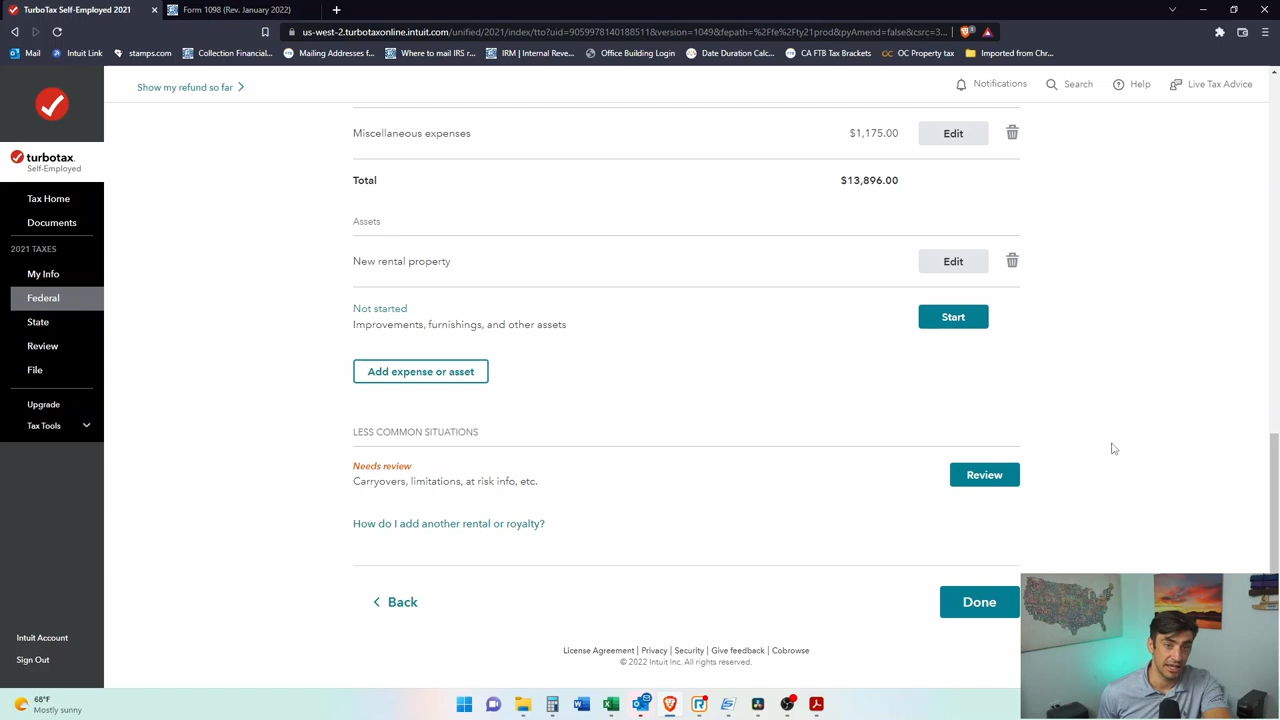 TurboTax Self-Employed 2021
Form 1098 (Rev. January 2022)
us-west-2.turbotaxonline.intuit.com/unified/2021/index/tto?uid=9059978140188511&version=1049&fepath=%2Ffe%2Fty21prod&pyAmend=false&csrc=3...
Mail
Intuit Link
stamps.com
Collection Financial...
Mailing Addresses f...
Where to mail IRS r...
IRM | Internal Reve...
Office Building Login
Date Duration Calc...
CA FTB Tax Brackets
OC Property tax
Imported from Chr...
Show my refund so far
Notifications
Search
Help
Live Tax Advice
turbotax
Self-Employed
Tax Home
Documents
2021 TAXES
My Info
Federal
State
Review
File
Upgrade
Tax Tools
Intuit Account
Sign Out
Miscellaneous expenses $1,175.00 Edit
Total $13,896.00
Assets
New rental property Edit
Not started
Improvements, furnishings, and other assets
Start
Add expense or asset
LESS COMMON SITUATIONS
Needs review
Carryovers, limitations, at risk info, etc.
Review
How do I add another rental or royalty?
Back
Done
License Agreement | Privacy | Security | Give feedback | Cobrowse
© 2022 Intuit Inc. All rights reserved.
68°F
Mostly sunny